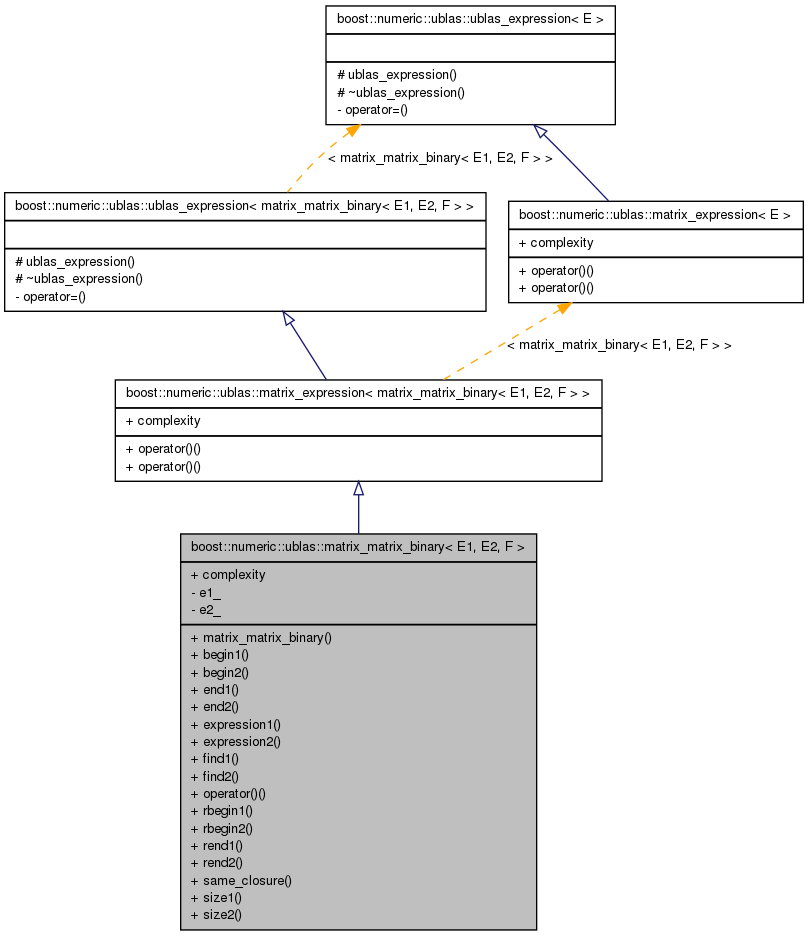 boost::numeric::ublas::ublas_expression< E >
# ublas_expression()
# ~ublas_expression()
- operator=()
< matrix_matrix_binary< E1, E2, F > >
boost::numeric::ublas::ublas_expression< matrix_matrix_binary< E1, E2, F > >
# ublas_expression()
# ~ublas_expression()
- operator=()
boost::numeric::ublas::matrix_expression< E >
+ complexity
+ operator()()
+ operator()()
< matrix_matrix_binary< E1, E2, F > >
boost::numeric::ublas::matrix_expression< matrix_matrix_binary< E1, E2, F > >
+ complexity
+ operator()()
+ operator()()
boost::numeric::ublas::matrix_matrix_binary< E1, E2, F >
+ complexity
- e1_
- e2_
+ matrix_matrix_binary()
+ begin1()
+ begin2()
+ end1()
+ end2()
+ expression1()
+ expression2()
+ find1()
+ find2()
+ operator()()
+ rbegin1()
+ rbegin2()
+ rend1()
+ rend2()
+ same_closure()
+ size1()
+ size2()